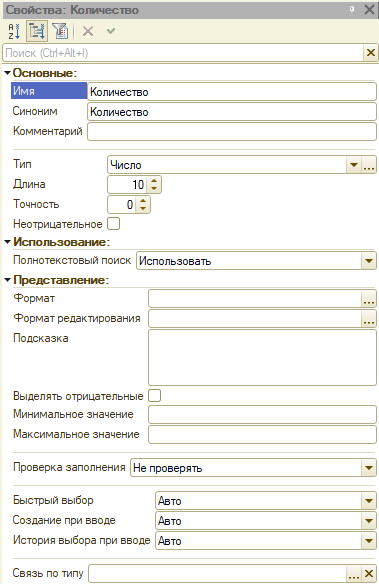 Свойства: Количество
Поиск (Ctrl+Alt+I)
Основные:
Имя Количество
Синоним Количество
Комментарий
Тип Число
Длина 10
Точность 0
Неотрицательное
Использование:
Полнотекстовый поиск Использовать
Представление:
Формат
Формат редактирования
Подсказка
Выделять отрицательные
Минимальное значение
Максимальное значение
Проверка заполнения Не проверять
Быстрый выбор Авто
Создание при вводе Авто
История выбора при вводе Авто
Связь по типу